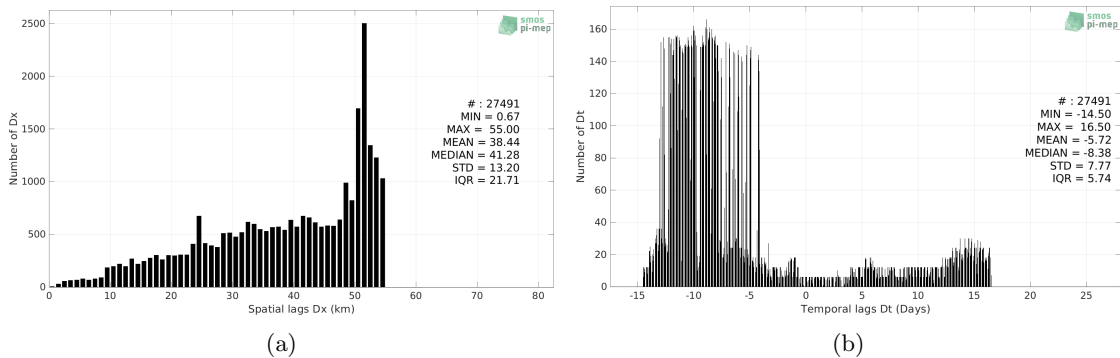 2500
2000
1500
1000
500
0
0 10 20 30 40 50 60 70 80
Number of Dx
Spatial lags Dx (km)
smos
pi-mep
# : 27491
MIN = 0.67
MAX = 55.00
MEAN = 38.44
MEDIAN = 41.28
STD = 13.20
IQR = 21.71
(a)
160
140
120
100
80
60
40
20
0
-15 -10 -5 0 5 10 15 20 25
Number of Dt
Temporal lags Dt (Days)
smos
pi-mep
# : 27491
MIN = -14.50
MAX = 16.50
MEAN = -5.72
MEDIAN = -8.38
STD = 7.77
IQR = 5.74
(b)